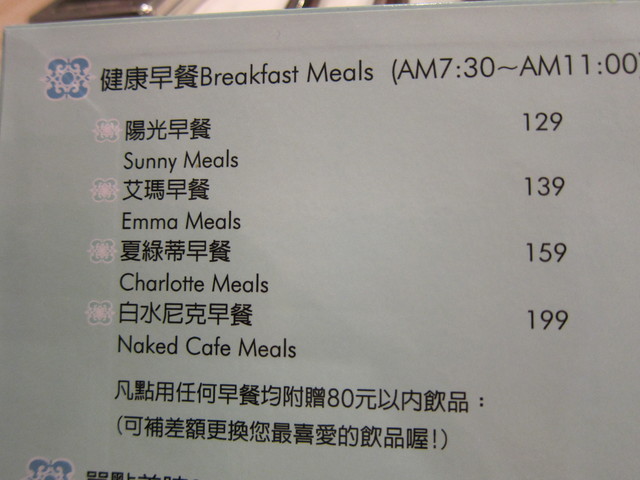 健康早餐Breakfast Meals (AM7:30~AM11:00
陽光早餐 129
Sunny Meals
艾瑪早餐 139
Emma Meals
夏綠蒂早餐 159
Charlotte Meals
白水尼克早餐 199
Naked Cafe Meals
凡點用任何早餐均附贈80元以內飲品：
(可補差額更換您最喜愛的飲品喔!)